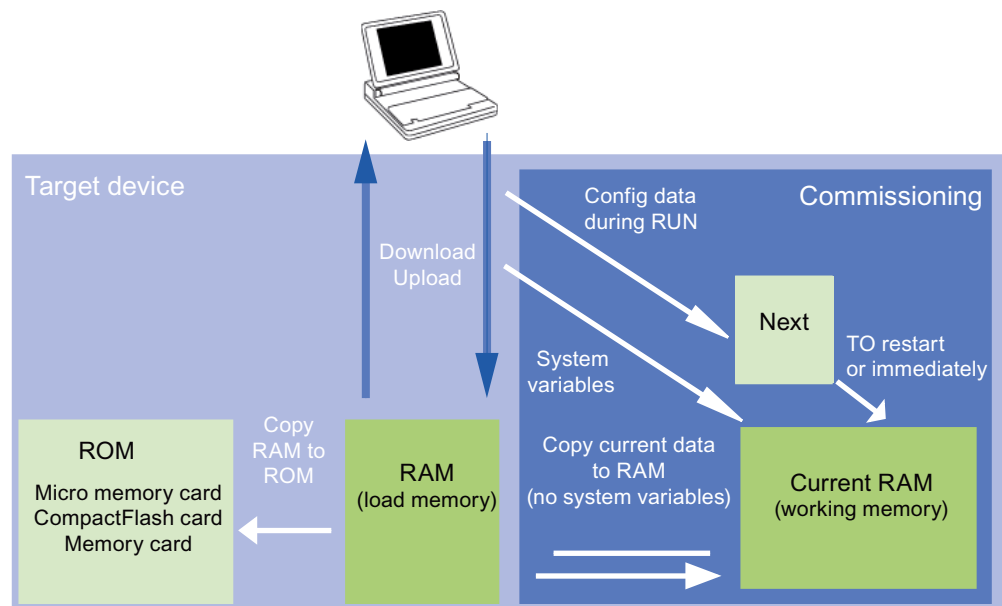 Target device
Commissioning
Config data
during RUN
Download
Upload
Next
TO restart
or immediately
System
variables
Copy
RAM to
ROM
ROM
Micro memory card
CompactFlash card
Memory card
RAM
(load memory)
Copy current data
to RAM
(no system variables)
Current RAM
(working memory)